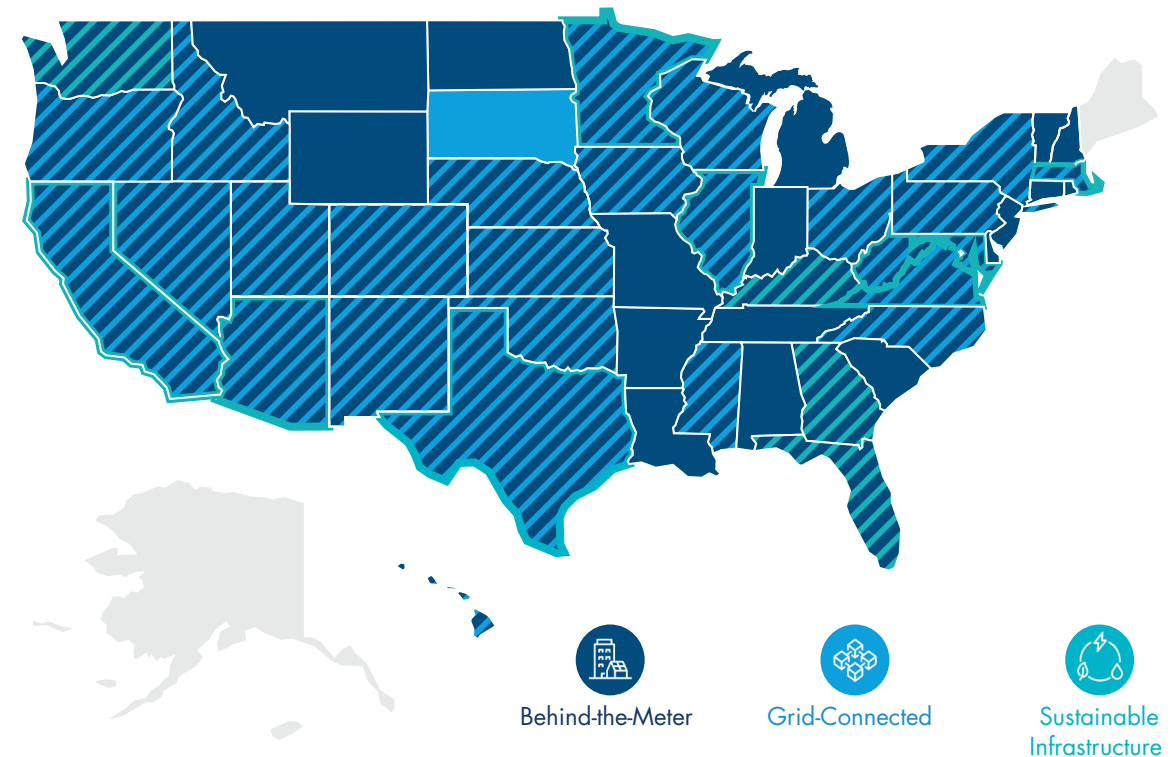 Behind-the-Meter
Grid-Connected
Sustainable
Infrastructure